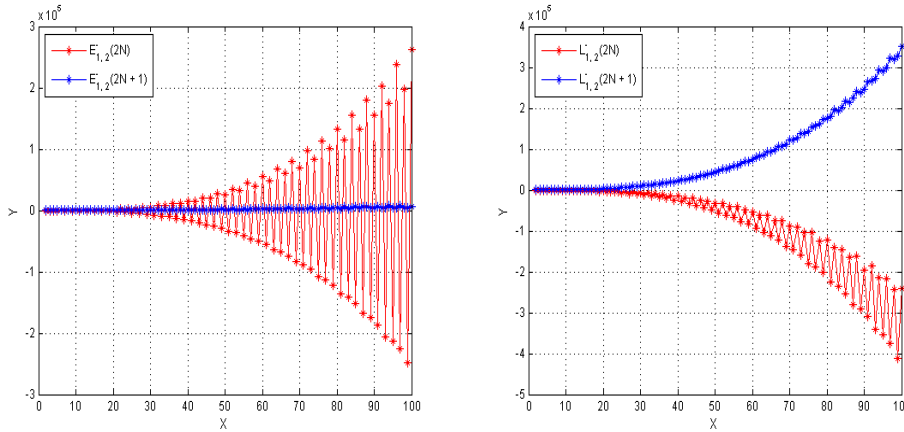 x10^5
3
2
1
0
-1
-2
-3
Y
0 10 20 30 40 50 60 70 80 90 100
X
E^-_{1, 2}(2N)
E^-_{1, 2}(2N + 1)
x 10^5
4
3
2
1
0
-1
-2
-3
-4
-5
Y
0 10 20 30 40 50 60 70 80 90 100
X
L^-_{1, 2}(2N)
L^-_{1, 2}(2N + 1)